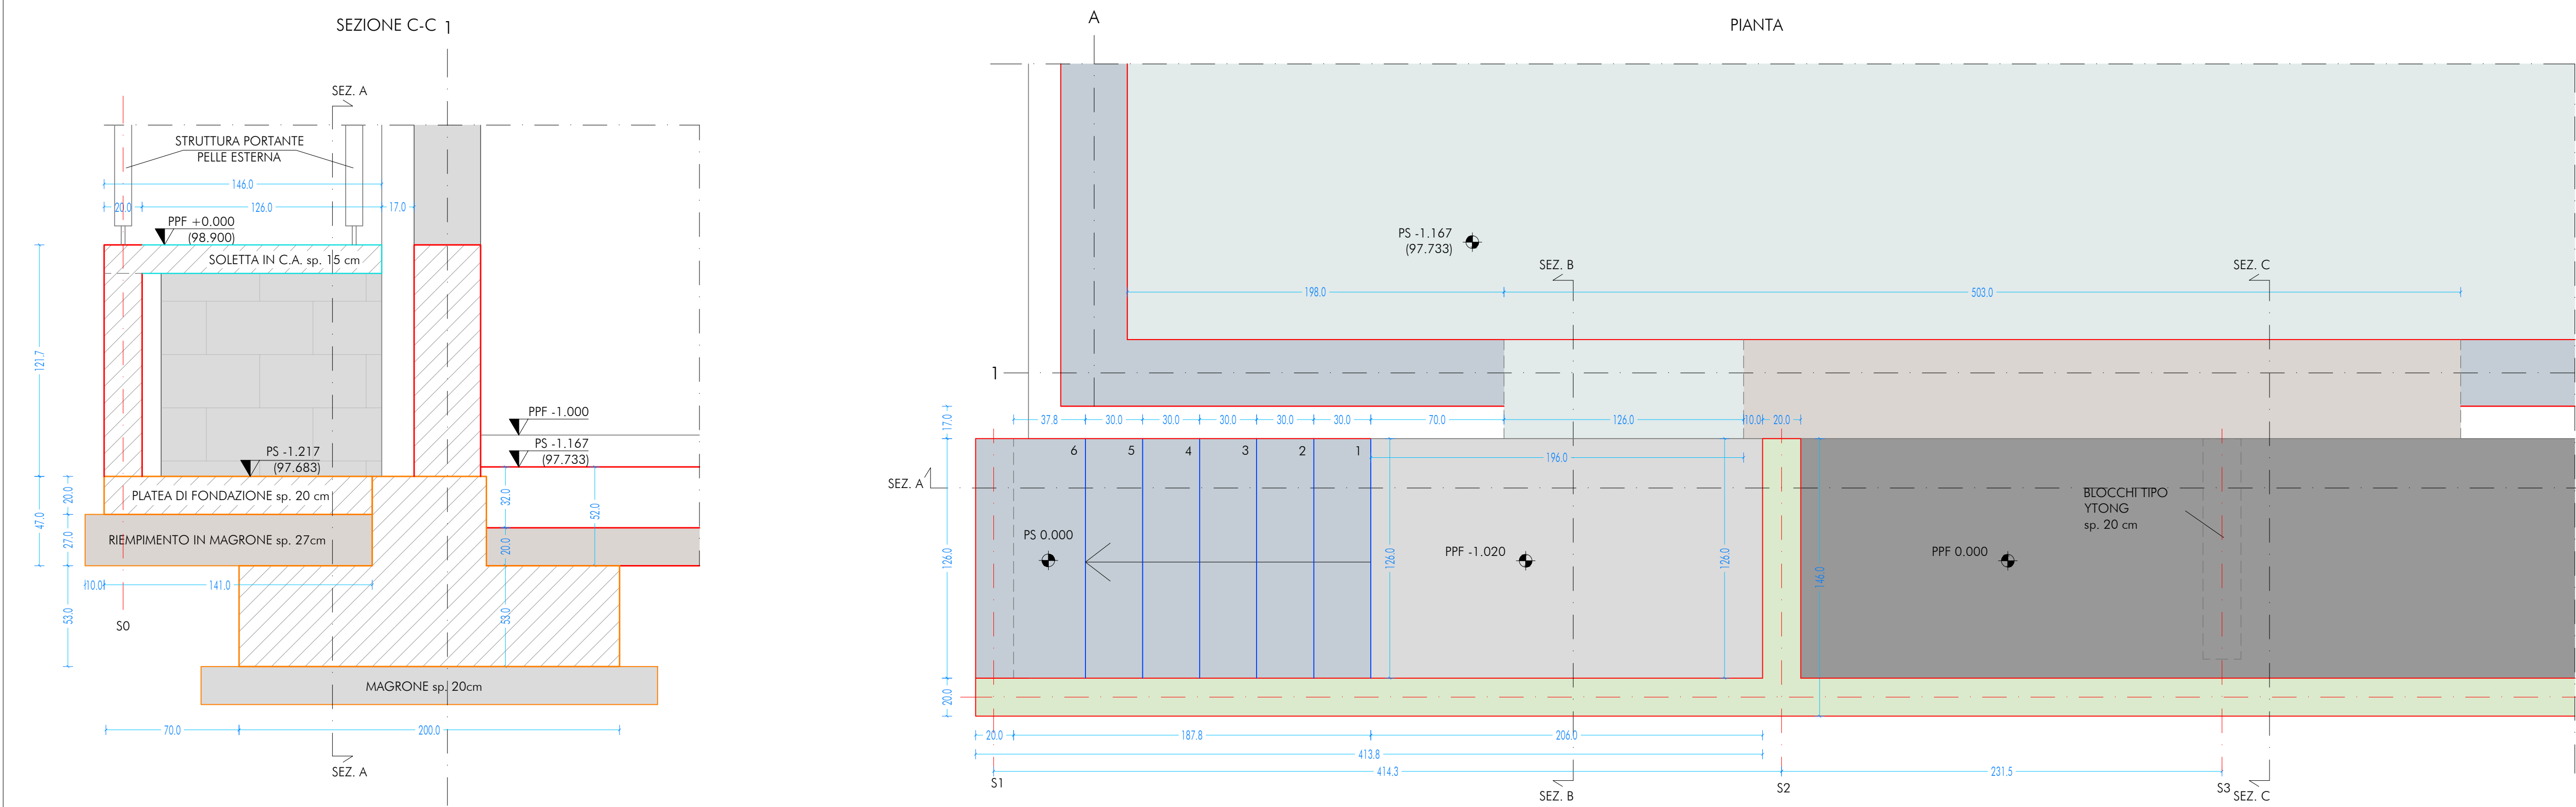 SEZIONE C-C
1
SEZ. A
STRUTTURA PORTANTE
PELLE ESTERNA
146.0
20.0
126.0
17.0
PPF +0.000
(98.900)
SOLETTA IN C.A. sp. 15 cm
121.7
PPF -1.000
PS -1.167
(97.733)
PS -1.217
(97.683)
PLATEA DI FONDAZIONE sp. 20 cm
20.0
47.0
27.0
32.0
52.0
20.0
RIEMPIMENTO IN MAGRONE sp. 27cm
10.0
141.0
53.0
53.0
S0
MAGRONE sp. 20cm
70.0
200.0
SEZ. A
PIANTA
A
PS -1.167
(97.733)
SEZ. B
SEZ. C
198.0
503.0
1
17.0
37.8
30.0
30.0
30.0
30.0
30.0
70.0
126.0
10.0
20.0
6
5
4
3
2
1
196.0
SEZ. A
BLOCCHI TIPO
YTONG
sp. 20 cm
PS 0.000
PPF -1.020
PPF 0.000
126.0
126.0
126.0
146.0
20.0
20.0
187.8
206.0
413.8
414.3
231.5
S1
S2
S3
SEZ. B
SEZ. C